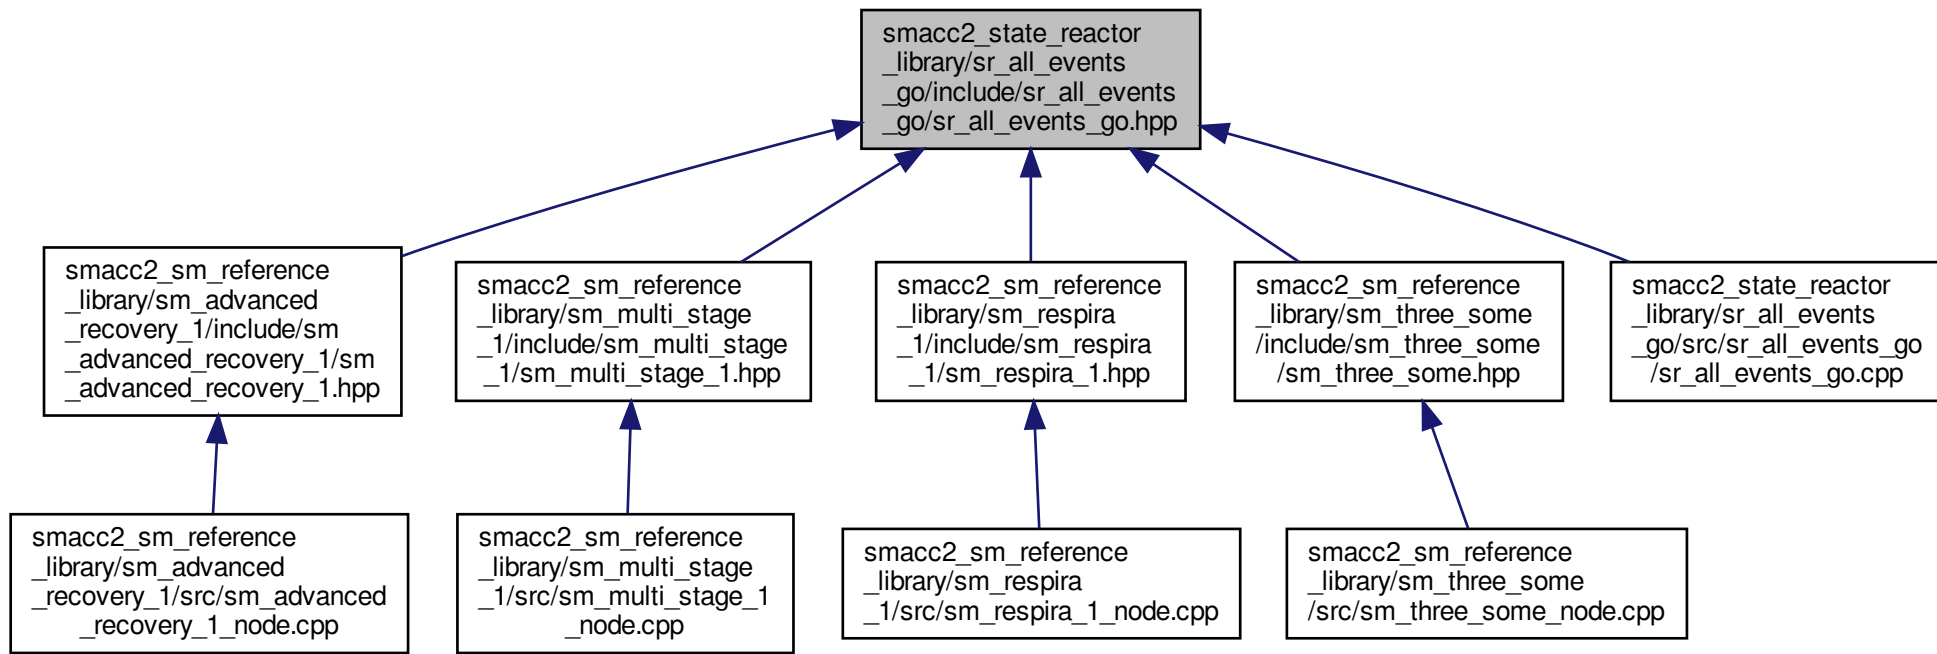 smacc2_state_reactor
_library/sr_all_events
_go/include/sr_all_events
_go/sr_all_events_go.hpp
smacc2_sm_reference
_library/sm_advanced
_recovery_1/include/sm
_advanced_recovery_1/sm
_advanced_recovery_1.hpp
smacc2_sm_reference
_library/sm_multi_stage
_1/include/sm_multi_stage
_1/sm_multi_stage_1.hpp
smacc2_sm_reference
_library/sm_respira
_1/include/sm_respira
_1/sm_respira_1.hpp
smacc2_sm_reference
_library/sm_three_some
/include/sm_three_some
/sm_three_some.hpp
smacc2_state_reactor
_library/sr_all_events
_go/src/sr_all_events_go
/sr_all_events_go.cpp
smacc2_sm_reference
_library/sm_advanced
_recovery_1/src/sm_advanced
_recovery_1_node.cpp
smacc2_sm_reference
_library/sm_multi_stage
_1/src/sm_multi_stage_1
_node.cpp
smacc2_sm_reference
_library/sm_respira
_1/src/sm_respira_1_node.cpp
smacc2_sm_reference
_library/sm_three_some
/src/sm_three_some_node.cpp